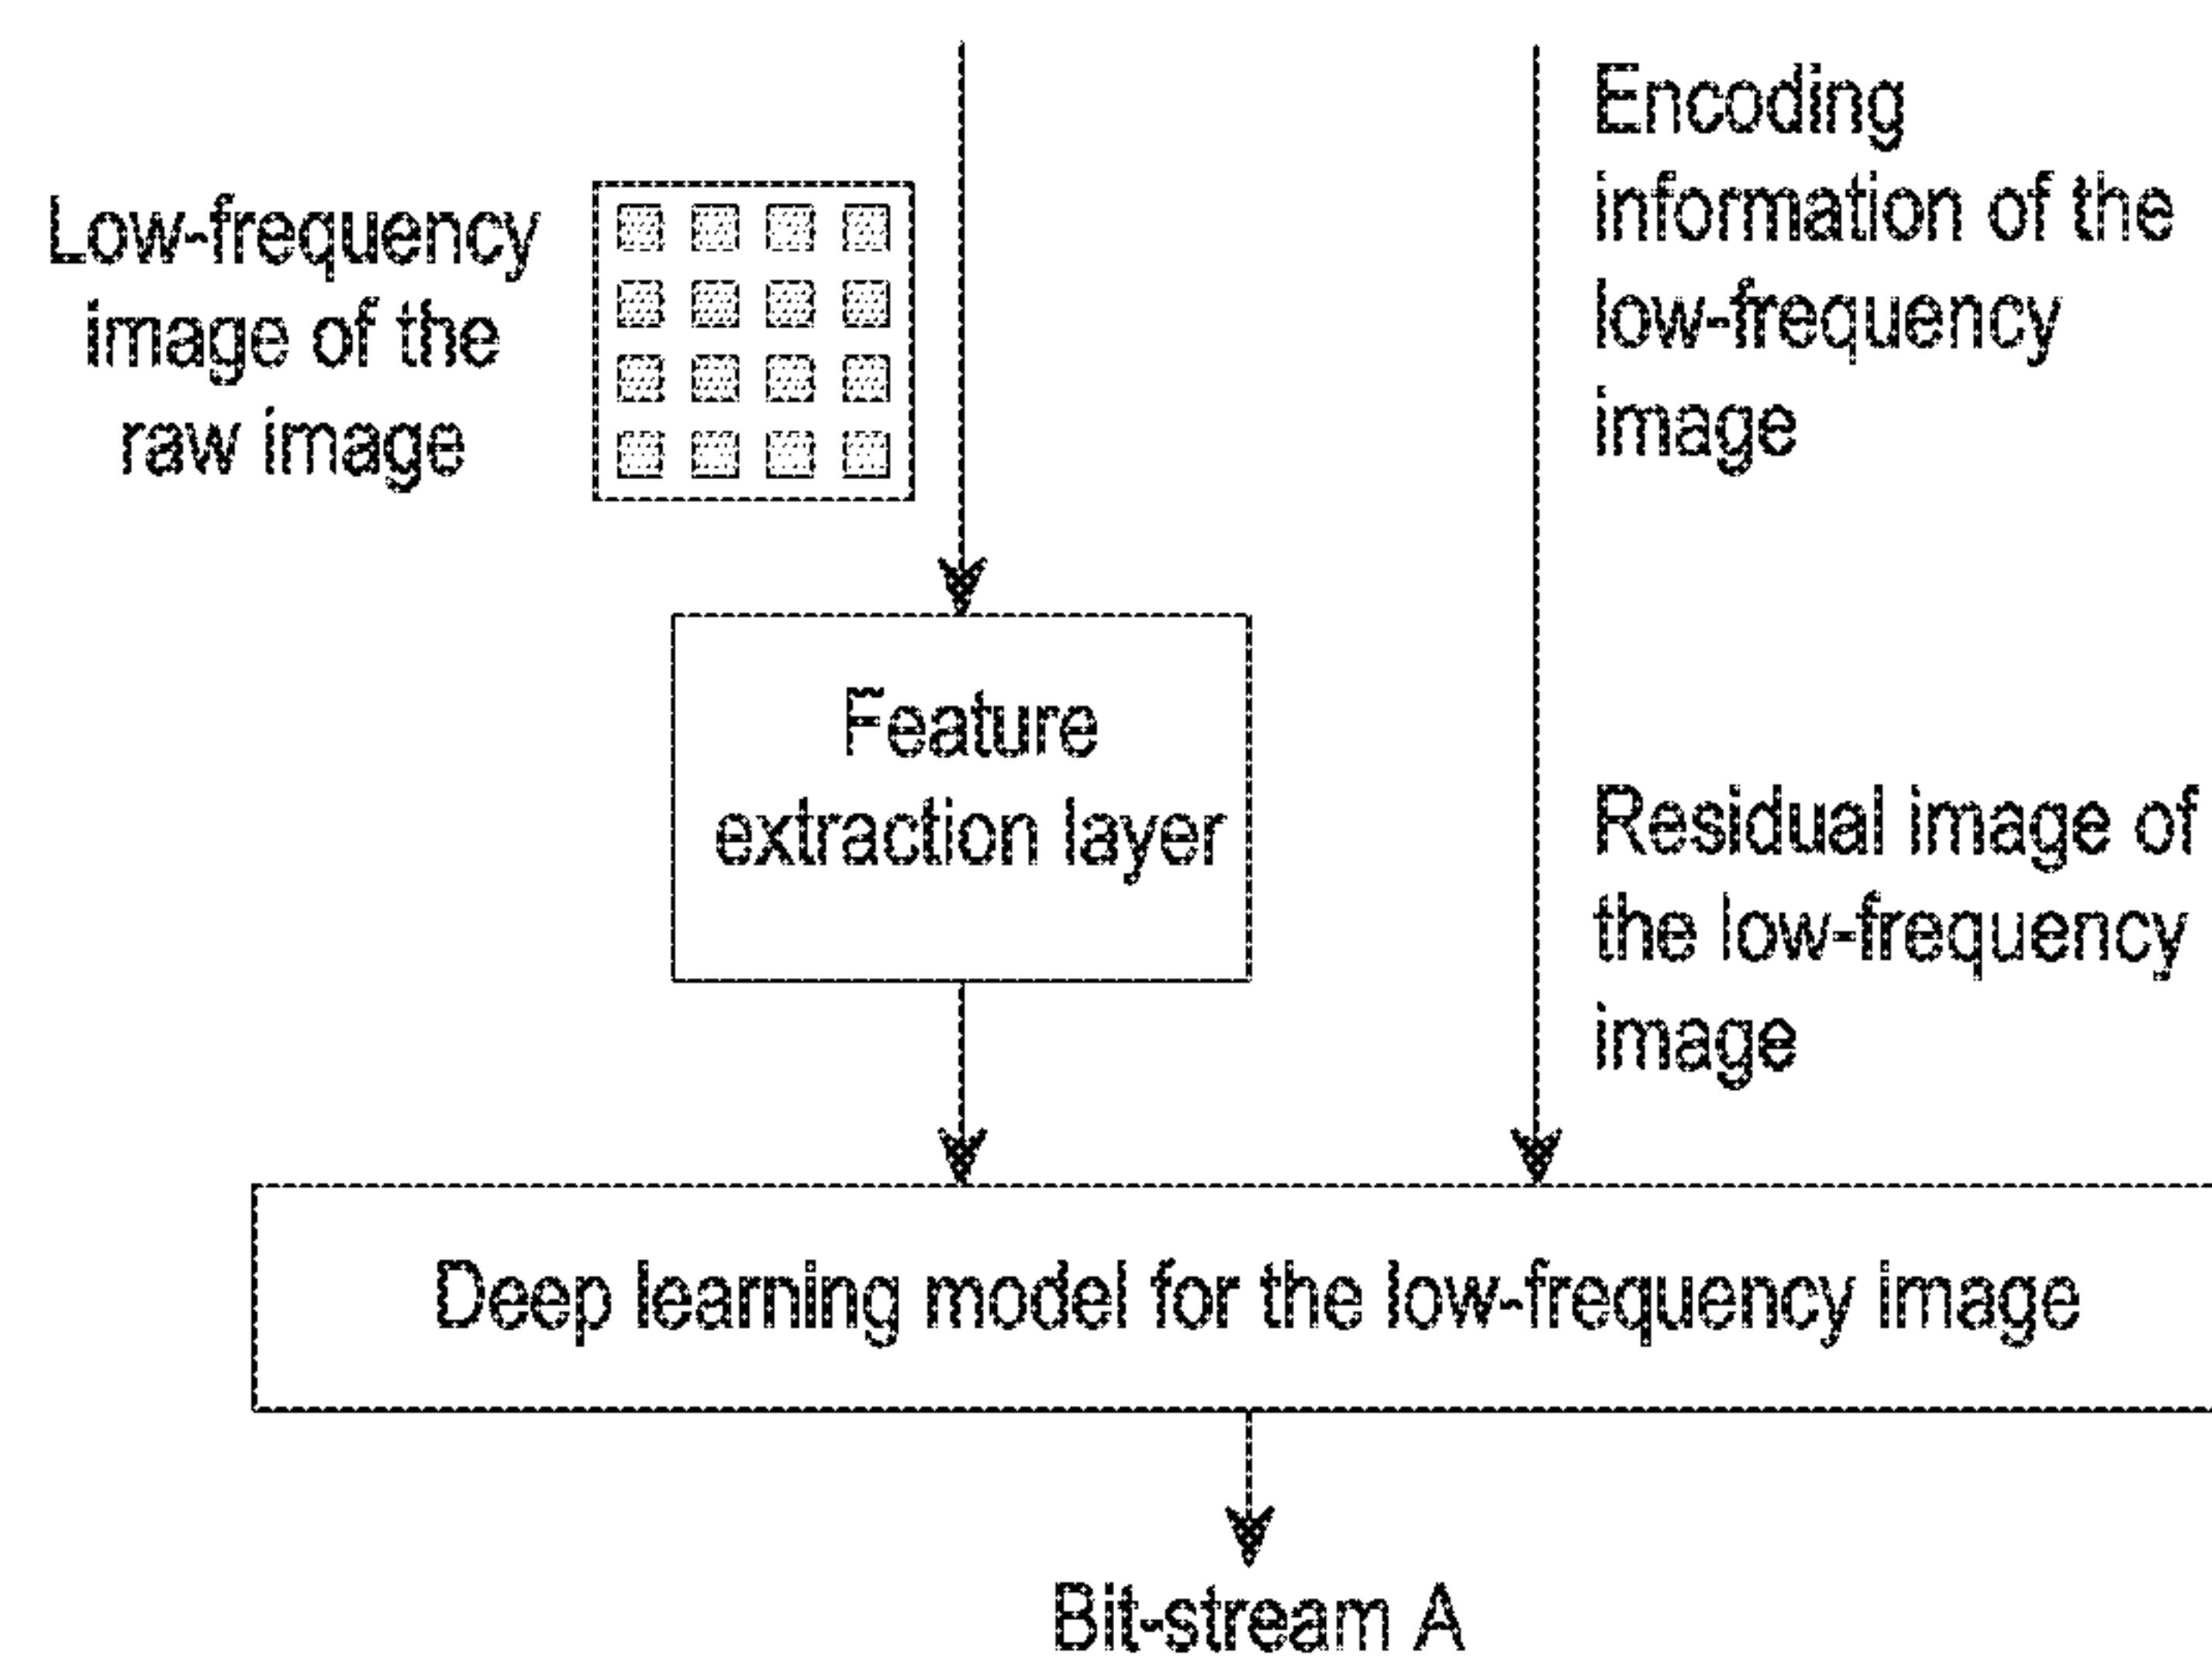 Low-frequency
image of the
raw image
Encoding
information of the
low-frequency
image
Feature
extraction layer
Residual image of
the low-frequency
image
Deep learning model for the low-frequency image
Bit-stream A